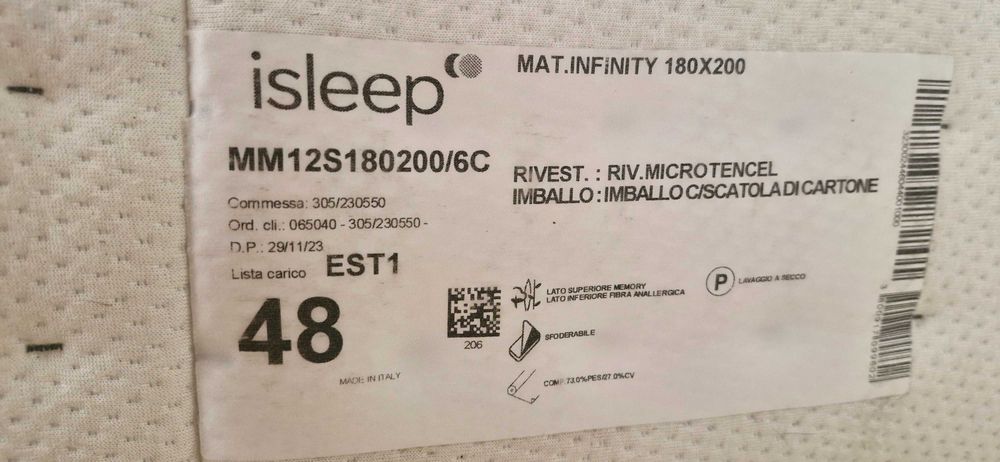 isleep
MAT.INFINITY 180X200
MM12S180200/6C
RIVEST. : RIV.MICROTENCEL
IMBALLO : IMBALLO C/SCATOLA DI CARTONE
Commessa: 305/230550
Ord. cli.: 065040 - 305/230550 -
D.P.: 29/11/23
Lista carico EST1
48
MADE IN ITALY
206
LATO SUPERIORE MEMORY
LATO INFERIORE FIBRA ANALLERGICA
SFODERABILE
COMP.73.0%PES/27.0%CV
P LAVAGGIO A SECCO